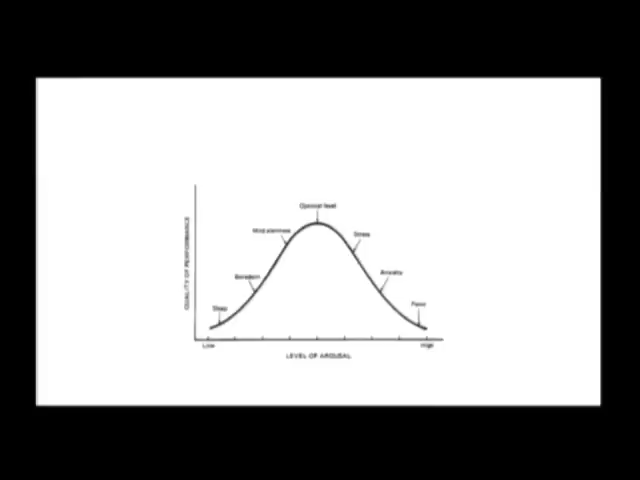 Optimal level
Mild alertness
Stress
Boredom
Anxiety
Sleep
Panic
QUALITY OF PERFORMANCE
Low
High
LEVEL OF AROUSAL